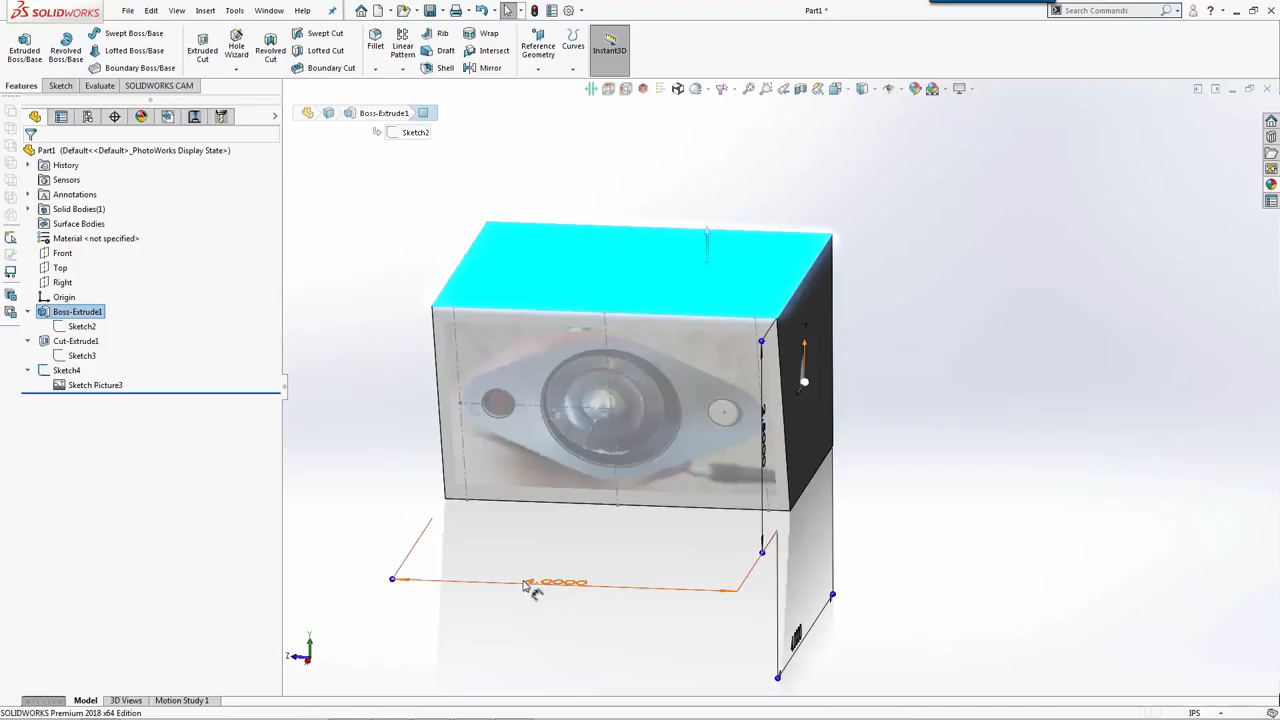 SOLIDWORKS File Edit View Insert Tools Window Help Part1 * Search Commands
Extruded Boss/Base Revolved Boss/Base Swept Boss/Base Lofted Boss/Base Boundary Boss/Base Extruded Cut Hole Wizard Revolved Cut Swept Cut Lofted Cut Boundary Cut Fillet Linear Pattern Rib Draft Shell Wrap Intersect Mirror Reference Geometry Curves Instant3D
Features Sketch Evaluate SOLIDWORKS CAM
Boss-Extrude1
Sketch2
Part1 (Default<<Default>_PhotoWorks Display State>)
History
Sensors
Annotations
Solid Bodies(1)
Surface Bodies
Material <not specified>
Front
Top
Right
Origin
Boss-Extrude1
Sketch2
Cut-Extrude1
Sketch3
Sketch4
Sketch Picture3
Y
Z
Model 3D Views Motion Study 1
SOLIDWORKS Premium 2018 x64 Edition IPS